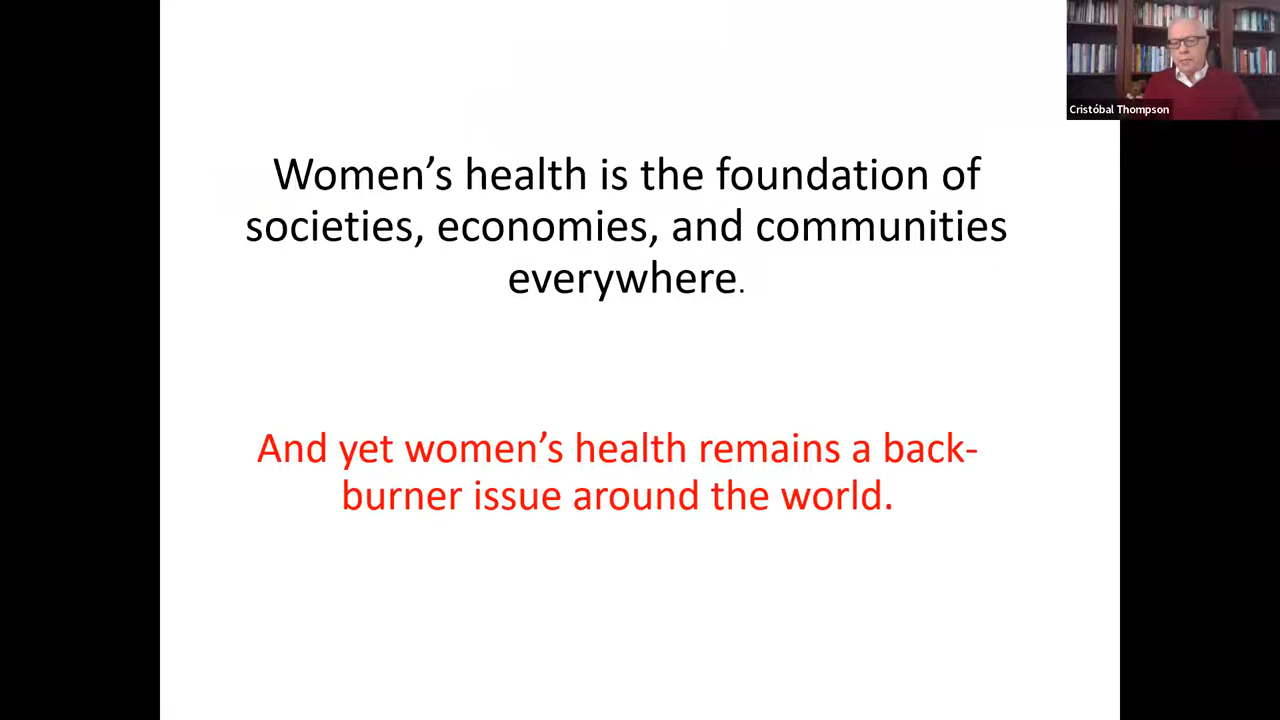 Cristóbal Thompson
Women’s health is the foundation of
societies, economies, and communities
everywhere.
And yet women’s health remains a back-
burner issue around the world.